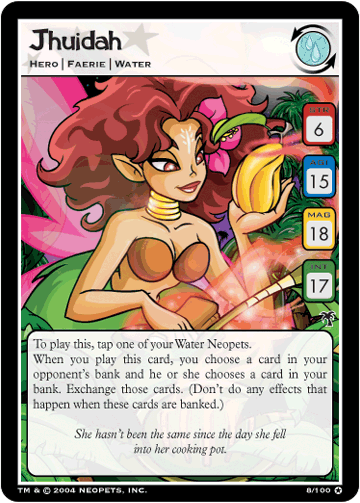 Jhuidah
HERO | FAERIE | WATER
STR
6
AGI
15
MAG
18
INT
17
To play this, tap one of your Water Neopets.
When you play this card, you choose a card in your
opponent's bank and he or she chooses a card in your
bank. Exchange those cards. (Don't do any effects that
happen when these cards are banked.)
She hasn't been the same since the day she fell
into her cooking pot.
TM & © 2004 NEOPETS, INC.
8/100